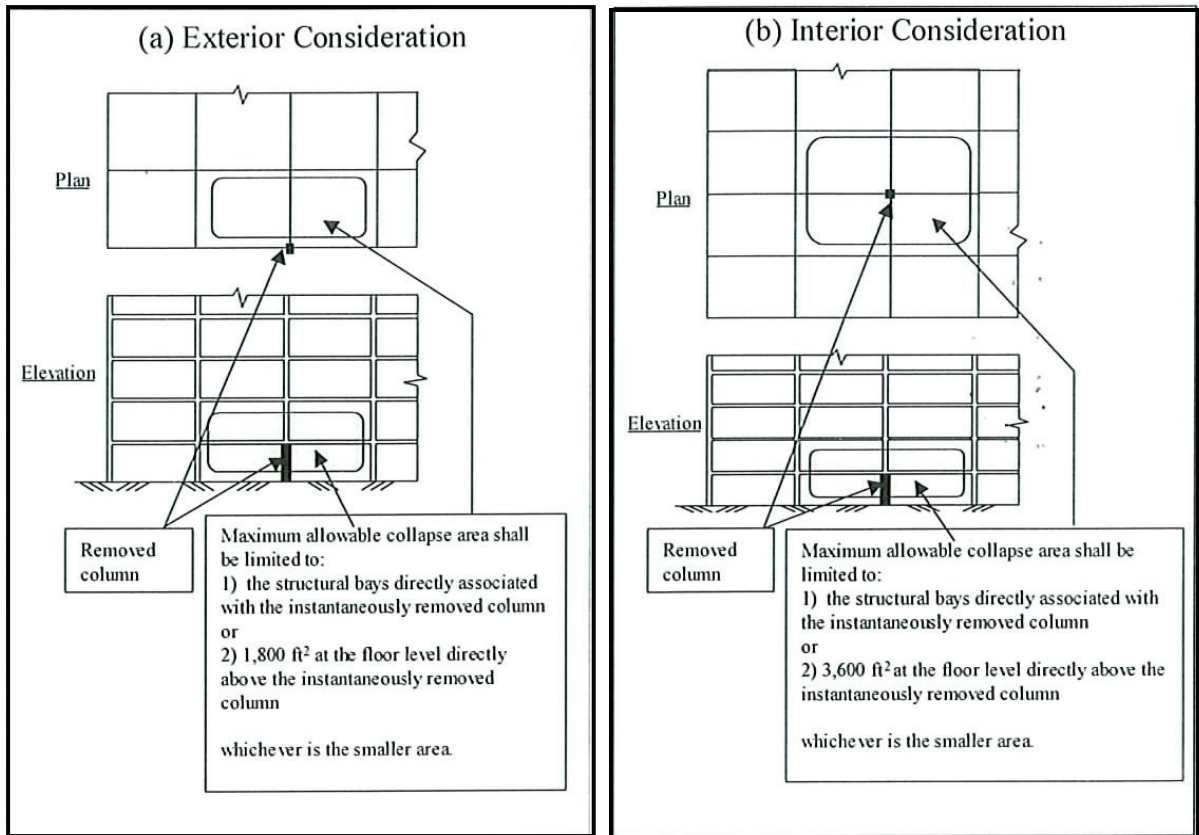 (a) Exterior Consideration
Plan
Elevation
Removed
column
Maximum allowable collapse area shall
be limited to:
1) the structural bays directly associated
with the instantaneously removed column
or
2) 1,800 ft² at the floor level directly
above the instantaneously removed
column
whichever is the smaller area.
(b) Interior Consideration
Plan
Elevation
Removed
column
Maximum allowable collapse area shall be
limited to:
1) the structural bays directly associated with
the instantaneously removed column
or
2) 3,600 ft² at the floor level directly above the
instantaneously removed column
whichever is the smaller area.